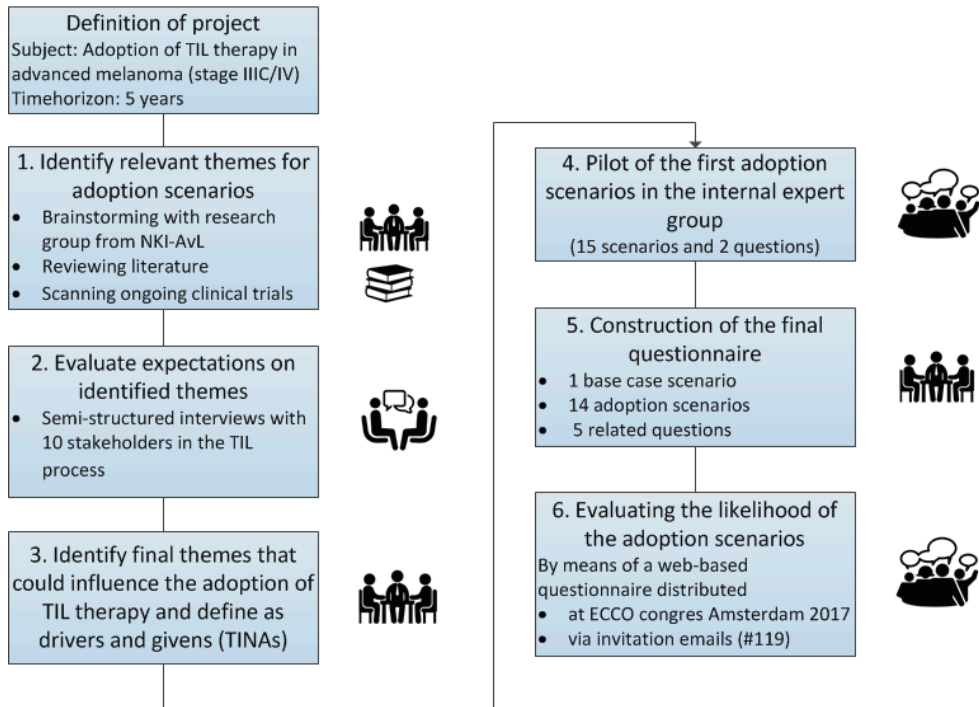 Definition of project
Subject: Adoption of TIL therapy in
advanced melanoma (stage IIIC/IV)
Timehorizon: 5 years
1. Identify relevant themes for
adoption scenarios
• Brainstorming with research
group from NKI-AvL
• Reviewing literature
• Scanning ongoing clinical trials
2. Evaluate expectations on
identified themes
• Semi-structured interviews with
10 stakeholders in the TIL
process
3. Identify final themes that
could influence the adoption of
TIL therapy and define as
drivers and givens (TINAs)
4. Pilot of the first adoption
scenarios in the internal expert
group
(15 scenarios and 2 questions)
5. Construction of the final
questionnaire
• 1 base case scenario
• 14 adoption scenarios
• 5 related questions
6. Evaluating the likelihood of
the adoption scenarios
By means of a web-based
questionnaire distributed
• at ECCO congres Amsterdam 2017
• via invitation emails (#119)